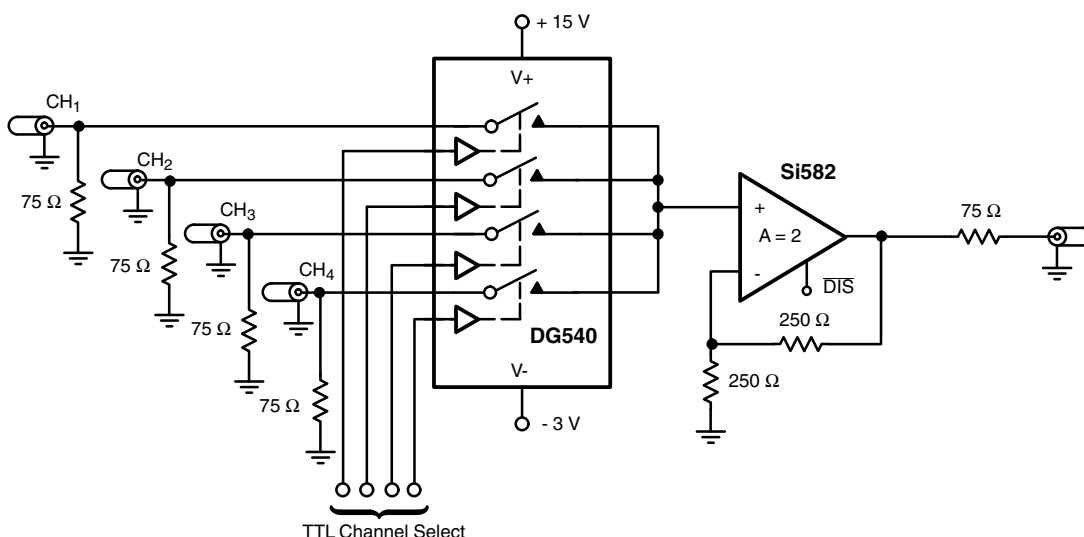 + 15 V
V+
CH1
CH2
CH3
CH4
75 Ω
75 Ω
75 Ω
75 Ω
DG540
V-
- 3 V
TTL Channel Select
Si582
+
A = 2
-
DIS
75 Ω
250 Ω
250 Ω